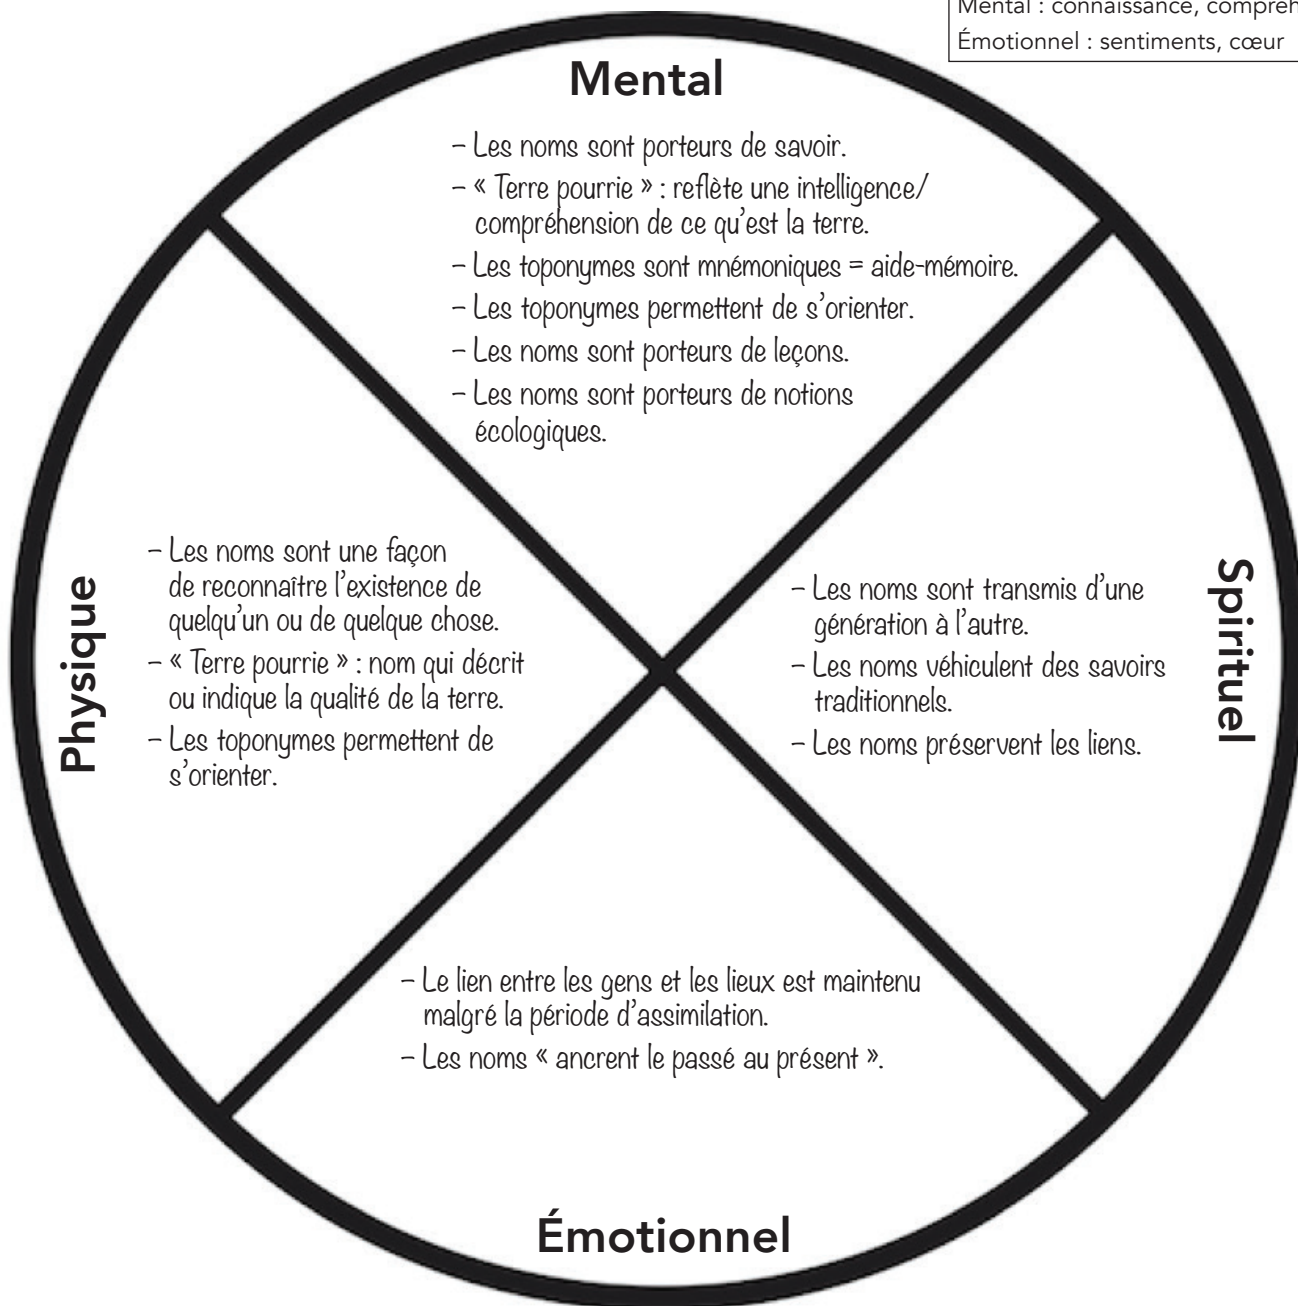 Mental : connaissance, compréh
Émotionnel : sentiments, cœur
Mental
– Les noms sont porteurs de savoir.
– « Terre pourrie » : reflète une intelligence/
compréhension de ce qu’est la terre.
– Les toponymes sont mnémoniques = aide-mémoire.
– Les toponymes permettent de s’orienter.
– Les noms sont porteurs de leçons.
– Les noms sont porteurs de notions
écologiques.
Physique
– Les noms sont une façon
de reconnaître l’existence de
quelqu’un ou de quelque chose.
– « Terre pourrie » : nom qui décrit
ou indique la qualité de la terre.
– Les toponymes permettent de
s’orienter.
Spirituel
– Les noms sont transmis d’une
génération à l’autre.
– Les noms véhiculent des savoirs
traditionnels.
– Les noms préservent les liens.
– Le lien entre les gens et les lieux est maintenu
malgré la période d’assimilation.
– Les noms « ancrent le passé au présent ».
Émotionnel